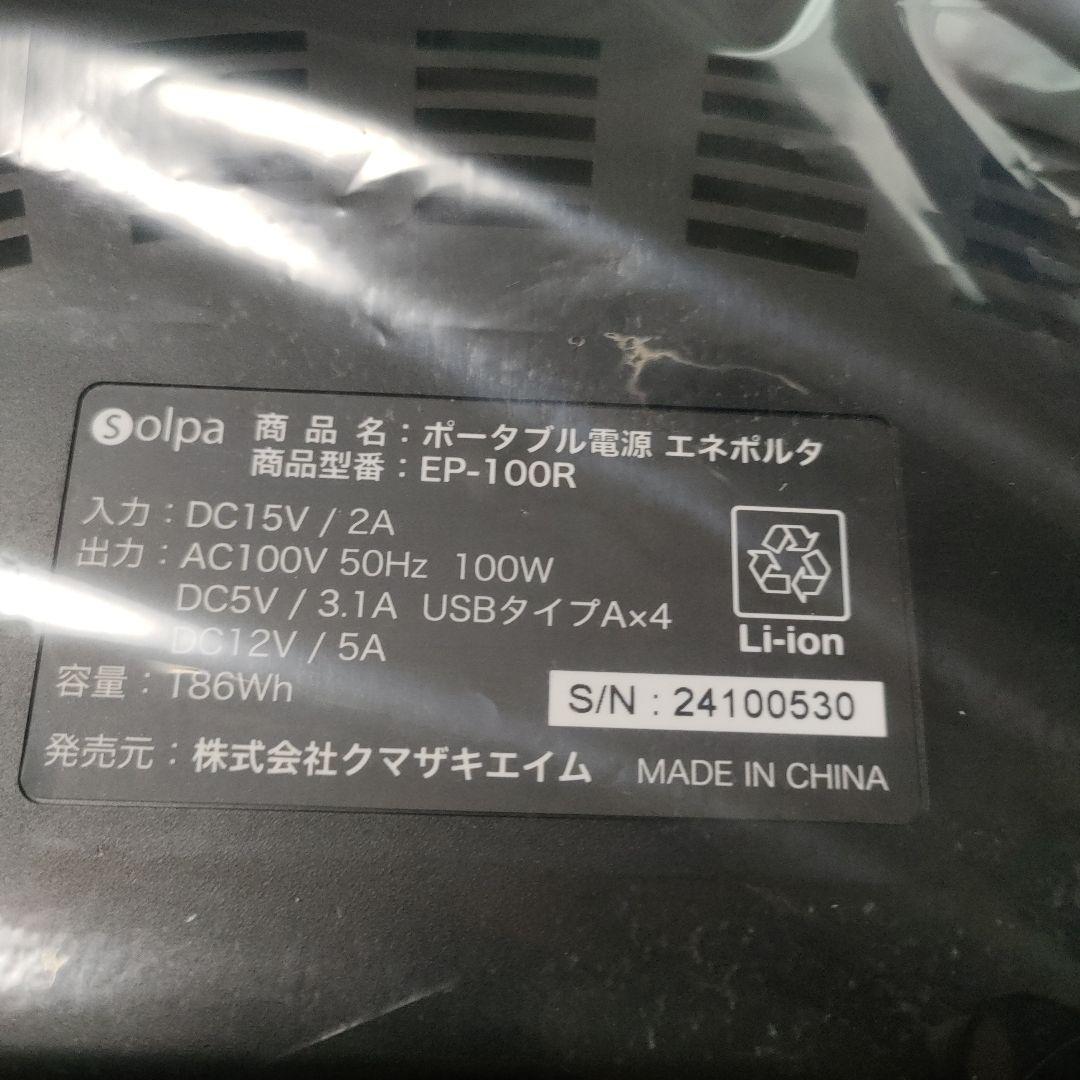 Solpa 商品名：ポータブル電源 エネポルタ
商品型番：EP-100R
入力：DC15V / 2A
出力：AC100V 50Hz 100W
DC5V / 3.1A USBタイプA×4
DC12V / 5A
容量：186Wh
Li-ion
S/N：24100530
発売元：株式会社クマザキエイム MADE IN CHINA